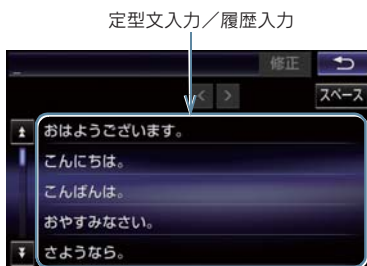 定型文入力／履歴入力
修正
スペース
おはようございます。
こんにちは。
こんばんは。
おやすみなさい。
さようなら。